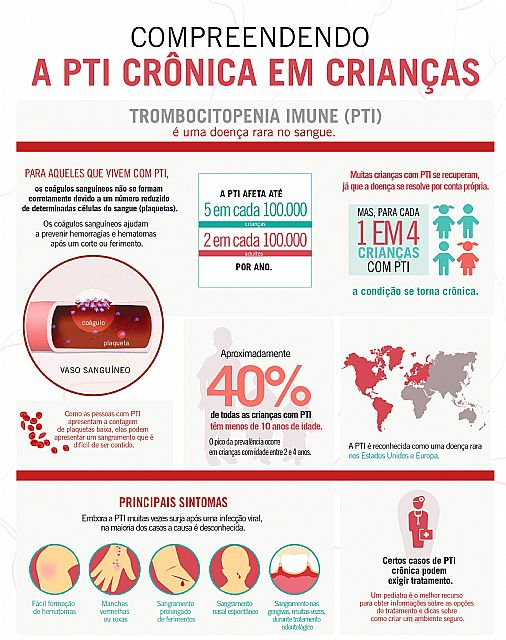 COMPREENDENDO
A PTI CRÔNICA EM CRIANÇAS
TROMBOCITOPENIA IMUNE (PTI)
é uma doença rara no sangue.
PARA AQUELES QUE VIVEM COM PTI,
os coágulos sanguíneos não se formam
corretamente devido a um número reduzido
de determinadas células do sangue (plaquetas).
Os coágulos sanguíneos ajudam
a prevenir hemorragias e hematomas
após um corte ou ferimento.
coágulo
plaqueta
VASO SANGUÍNEO
Como as pessoas com PTI
apresentam a contagem
de plaquetas baixa, elas podem
apresentar um sangramento que é
difícil de ser contido.
A PTI AFETA ATÉ
5 em cada 100.000
crianças
2 em cada 100.000
adultos
POR ANO.
Muitas crianças com PTI se recuperam,
já que a doença se resolve por conta própria.
MAS, PARA CADA
1 EM 4
CRIANÇAS
COM PTI
a condição se torna crônica.
Aproximadamente
40%
de todas as crianças com PTI
têm menos de 10 anos de idade.
O pico da prevalência ocorre
em crianças com idade entre 2 e 4 anos.
A PTI é reconhecida como uma doença rara
nos Estados Unidos e Europa.
PRINCIPAIS SINTOMAS
Embora a PTI muitas vezes surja após uma infecção viral,
na maioria dos casos a causa é desconhecida.
Fácil
formação de
hematomas
Manchas
vermelhas
ou roxas
Sangramento
prolongado
de ferimentos
Sangramento
nasal espontâneo
Sangramento nas
gengivas, muitas vezes,
durante tratamento
odontológico
Certos casos de PTI
crônica podem
exigir tratamento.
Um pediatra é o melhor recurso
para obter informações sobre as opções
de tratamento e dicas sobre
como criar um ambiente seguro.